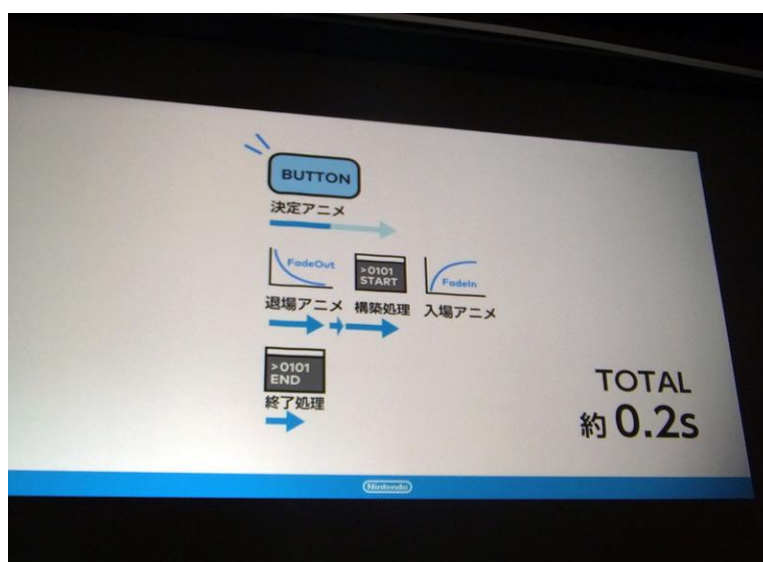 BUTTON
決定アニメ
FadeOut
>0101
START
FadeIn
退場アニメ 構築処理 入場アニメ
>0101
END
終了処理
TOTAL
約0.2s
Nintendo